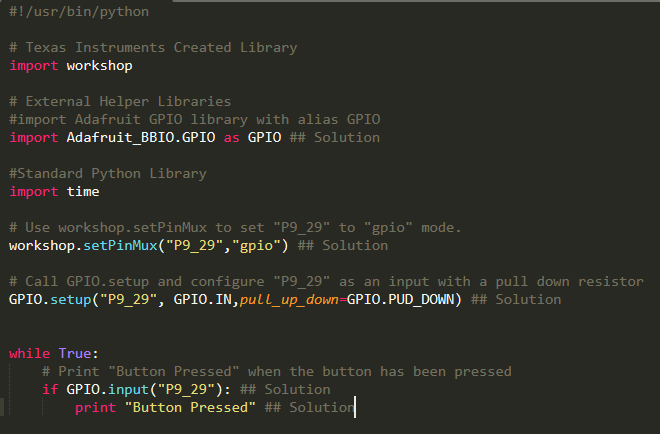 #!/usr/bin/python
# Texas Instruments Created Library
import workshop
# External Helper Libraries
#import Adafruit GPIO library with alias GPIO
import Adafruit_BBIO.GPIO as GPIO ## Solution
#Standard Python Library
import time
# Use workshop.setPinMux to set "P9_29" to "gpio" mode.
workshop.setPinMux("P9_29","gpio") ## Solution
# Call GPIO.setup and configure "P9_29" as an input with a pull down resistor
GPIO.setup("P9_29", GPIO.IN,pull_up_down=GPIO.PUD_DOWN) ## Solution
while True:
    # Print "Button Pressed" when the button has been pressed
    if GPIO.input("P9_29"): ## Solution
        print "Button Pressed" ## Solution